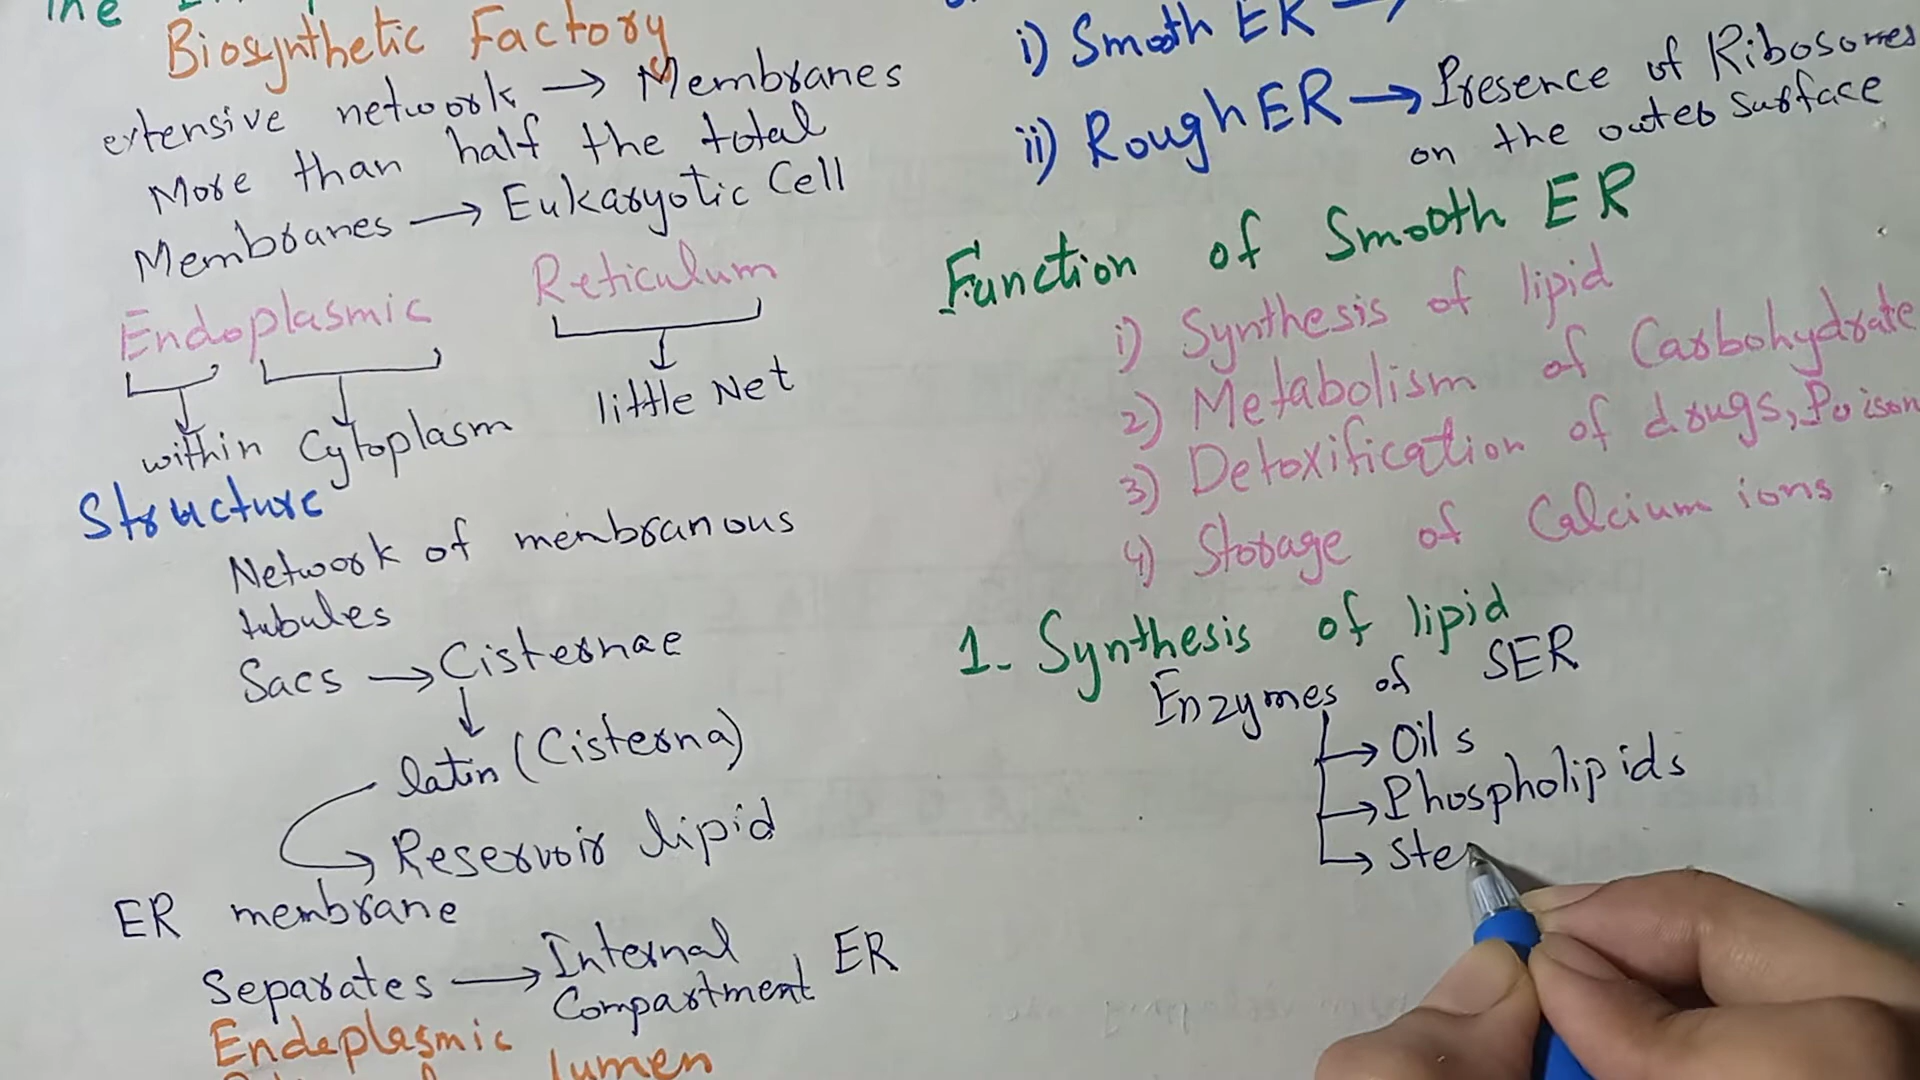 The
Biosynthetic Factory
extensive network → Membranes
More than half the total
Membranes → Eukaryotic Cell
Endoplasmic Reticulum
within Cytoplasm little Net
Structure
Network of membranous
tubules
Sacs → Cisternae
latin (Cisterna)
Reservoir lipid
ER membrane
Separates → Internal
Compartment ER
Endoplasmic
lumen
i) Smooth ER →
ii) Rough ER → Presence of Ribosomes
on the outer surface
Function of Smooth ER
i) Synthesis of lipid
2) Metabolism of Carbohydrate
3) Detoxification of drugs, Poison
4) Storage of Calcium ions
1- Synthesis of lipid
Enzymes of SER
→ Oils
→ Phospholipids
→ Ste